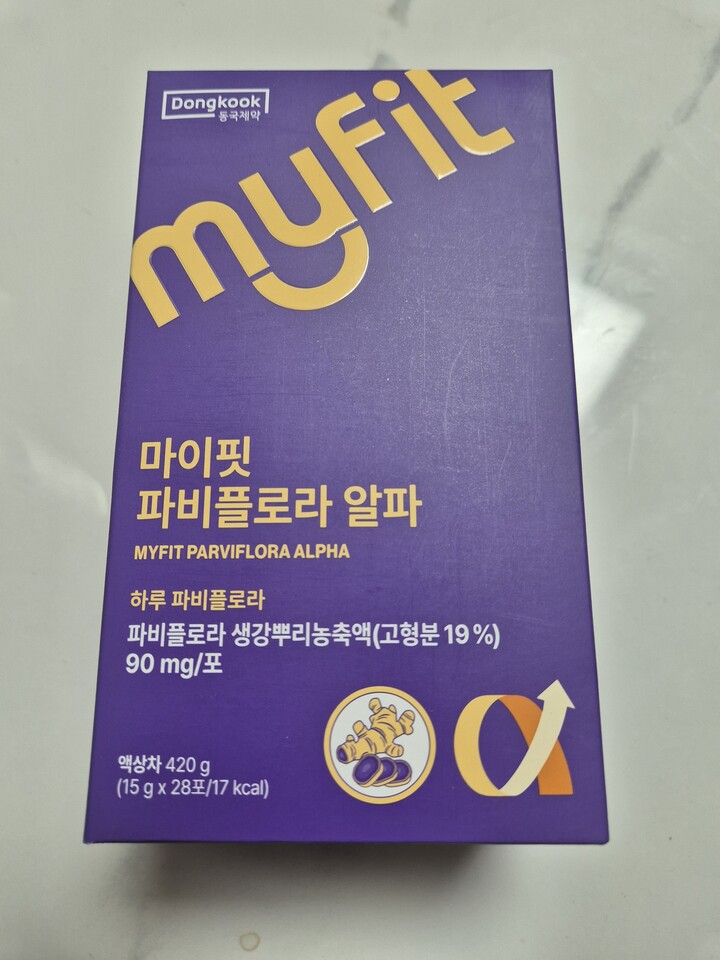 Dongkook
동국제약
myfit
마이핏
파비플로라 알파
MYFIT PARVIFLORA ALPHA
하루 파비플로라
파비플로라 생강뿌리농축액(고형분 19 %)
90 mg/포
액상차 420 g
(15 g x 28포/17 kcal)